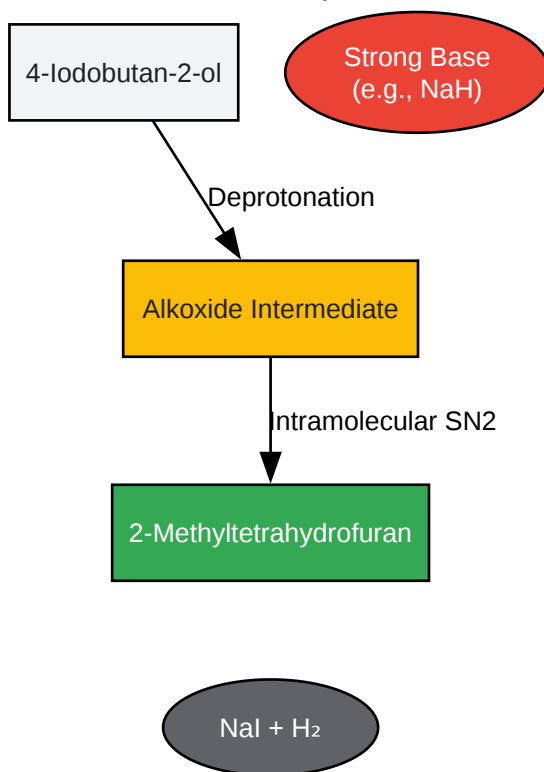 4-Iodobutan-2-ol
Strong Base
(e.g., NaH)
Deprotonation
Alkoxide Intermediate
Intramolecular SN2
2-Methyltetrahydrofuran
NaI + H₂